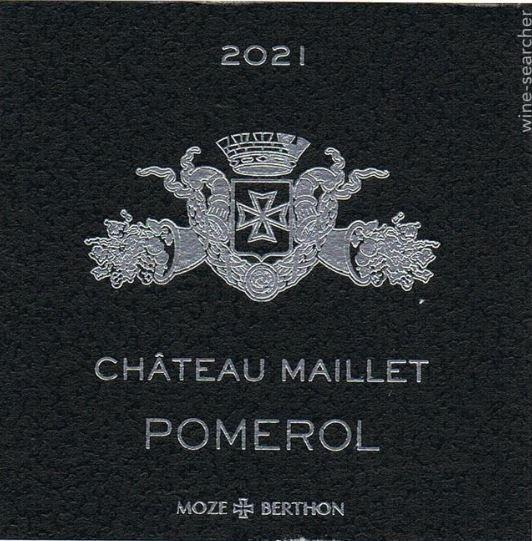 2021
CHÂTEAU MAILLET
POMEROL
MOZE ✠ BERTHON
wine-searcher